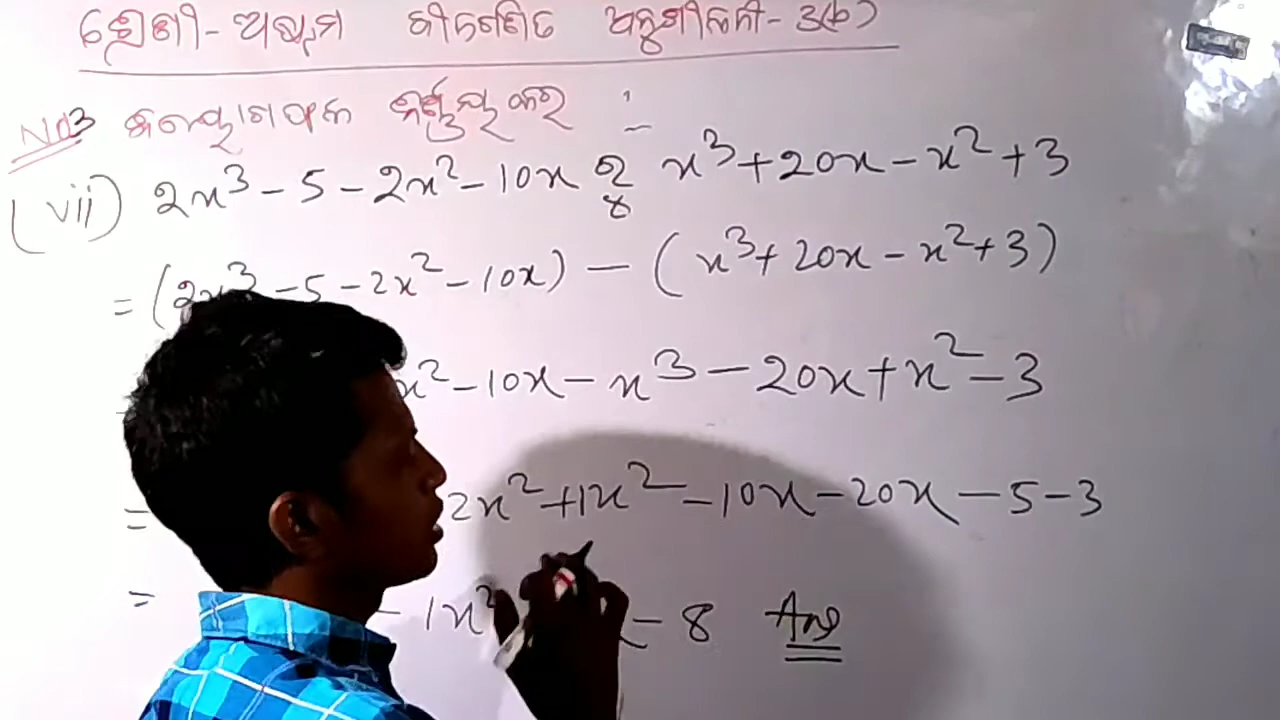 ଶ୍ରେଣୀ-ଅଷ୍ଟମ ବୀଜଗଣିତ ଅନୁଶୀଳନୀ-3(b)
No3 ବିୟୋଗଫଳ ନିର୍ଣ୍ଣୟ କର :-
(vii) 2x³ - 5 - 2x² - 10x ରୁ x³ + 20x - x² + 3
= (2x³ - 5 - 2x² - 10x) - (x³ + 20x - x² + 3)
x² - 10x - x³ - 20x + x² - 3
= 2x² + 1x² - 10x - 20x - 5 - 3
= - 1x² - 8 Ans